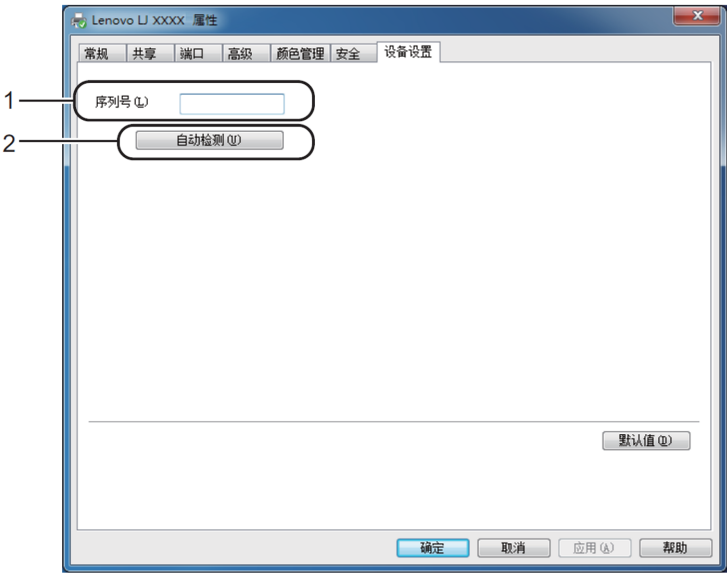 Lenovo LJ XXXX 属性
常规 共享 端口 高级 颜色管理 安全 设备设置
1 序列号(L)
2 自动检测(U)
默认值(D)
确定 取消 应用(A) 帮助